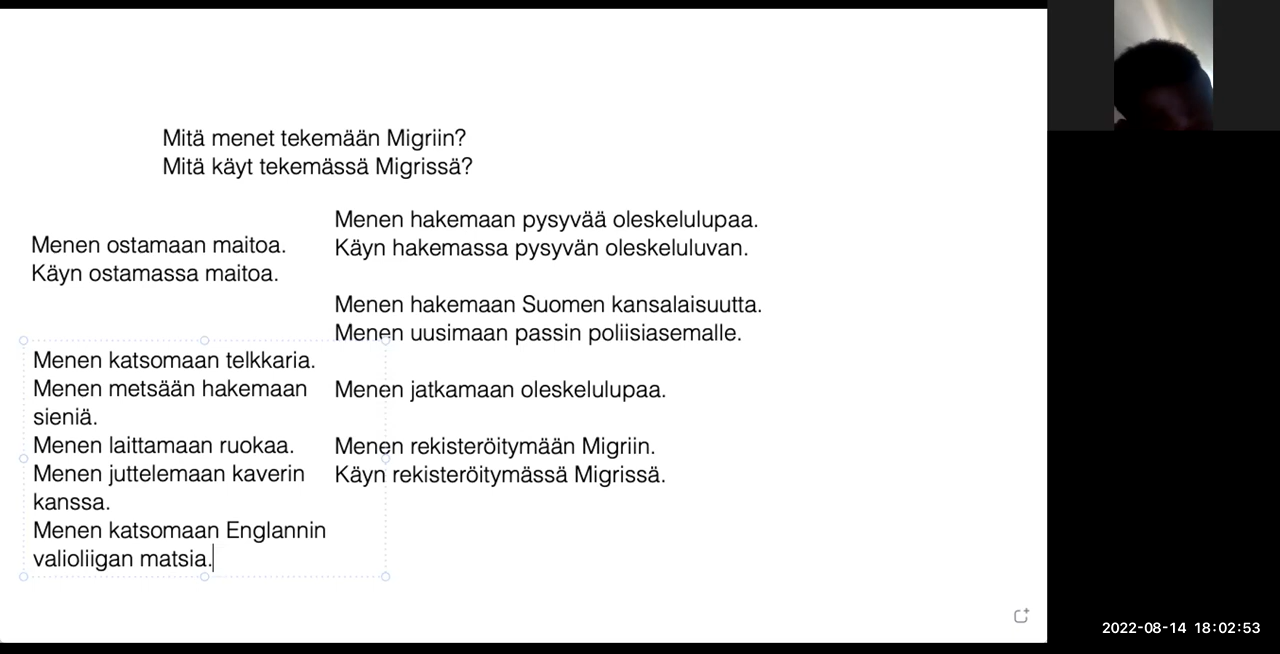 Mitä menet tekemään Migriin?
Mitä käyt tekemässä Migrissä?
Menen ostamaan maitoa.
Käyn ostamassa maitoa.
Menen katsomaan telkkaria.
Menen metsään hakemaan
sieniä.
Menen laittamaan ruokaa.
Menen juttelemaan kaverin
kanssa.
Menen katsomaan Englannin
valioliigan matsia.
Menen hakemaan pysyvää oleskelulupaa.
Käyn hakemassa pysyvän oleskeluluvan.
Menen hakemaan Suomen kansalaisuutta.
Menen uusimaan passin poliisiasemalle.
Menen jatkamaan oleskelulupaa.
Menen rekisteröitymään Migriin.
Käyn rekisteröitymässä Migrissä.
2022-08-14 18:02:53